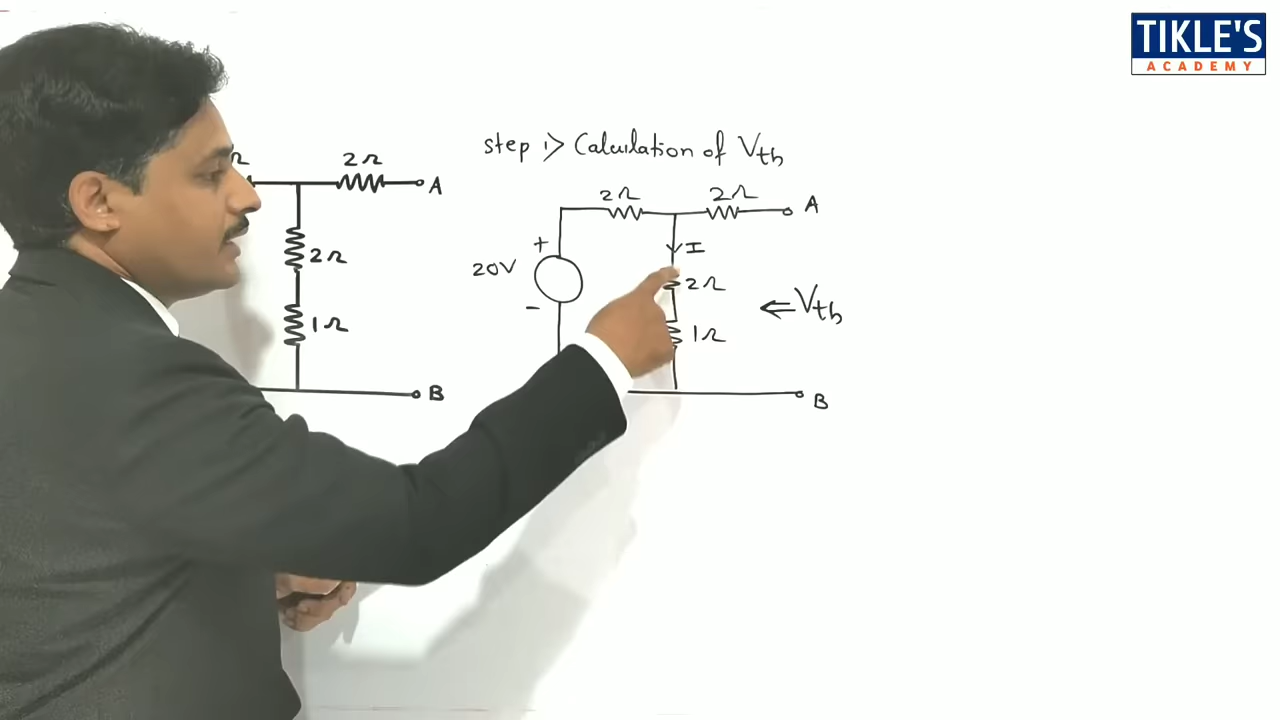 TIKLE'S
ACADEMY
step 1> Calculation of Vth
2Ω
A
2Ω
1Ω
B
2Ω
2Ω
A
I
+
20V
-
2Ω
1Ω
⇐ Vth
B